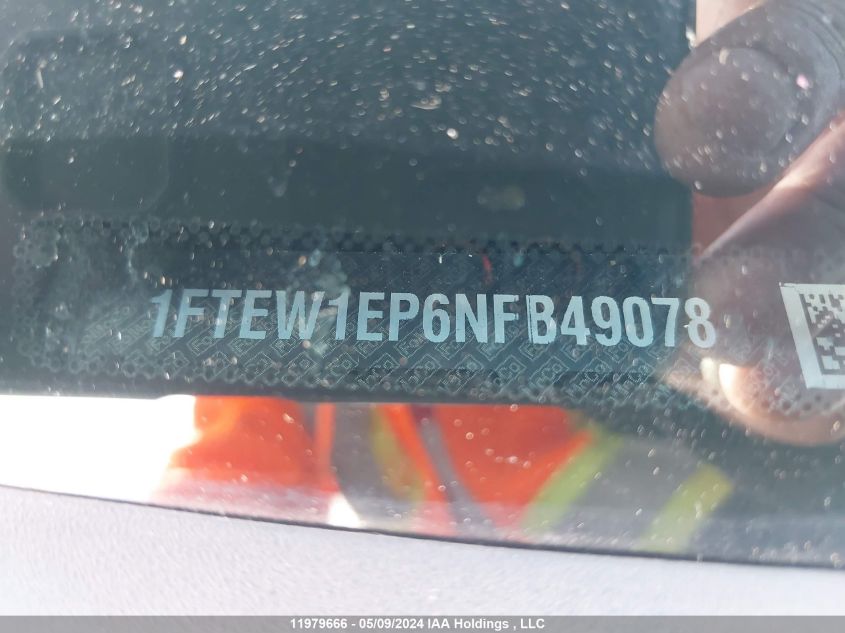 1FTEW1EP6NFB49078
11979666 - 05/09/2024 IAA Holdings , LLC